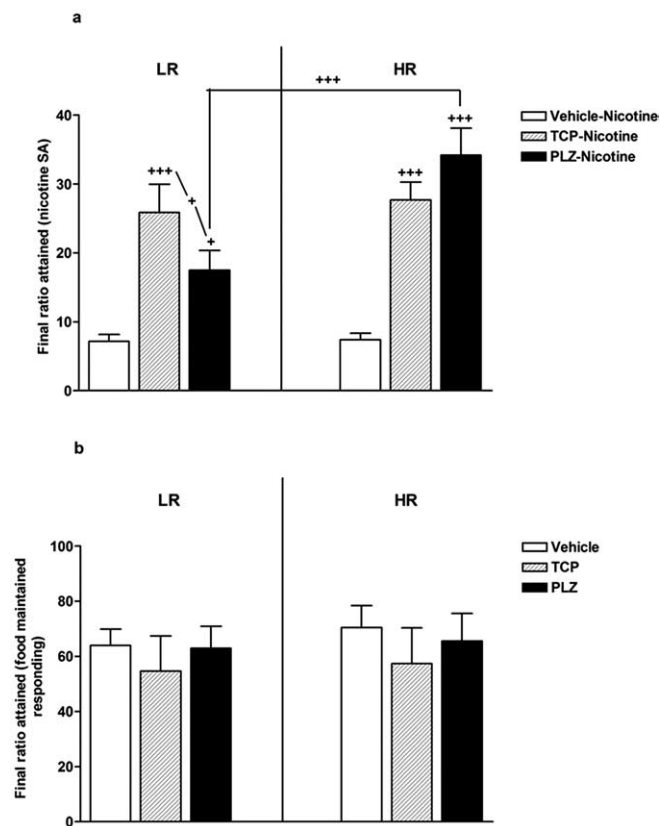 a
LR
HR
+++
Vehicle-Nicotine
TCP-Nicotine
PLZ-Nicotine
Final ratio attained (nicotine SA)
40
30
20
10
0
+++
+
+
+++
+++
b
LR
HR
Vehicle
TCP
PLZ
Final ratio attained (food maintained
responding)
100
80
60
40
20
0